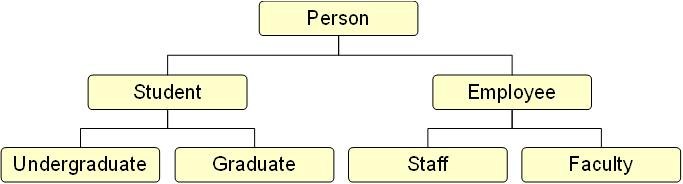 Person
Student
Employee
Undergraduate
Graduate
Staff
Faculty